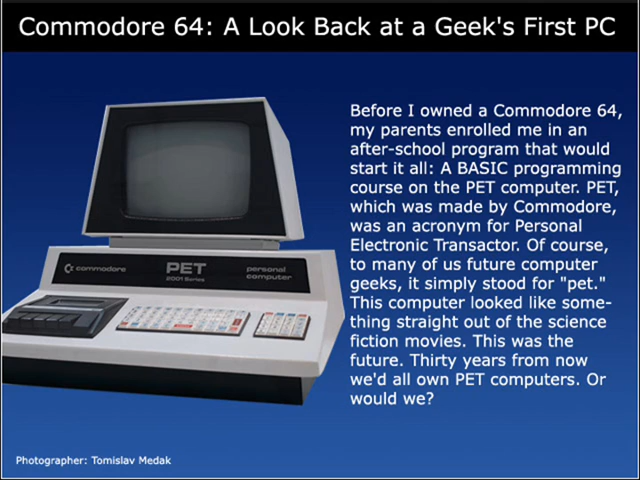 Commodore 64: A Look Back at a Geek's First PC
Before I owned a Commodore 64,
my parents enrolled me in an
after-school program that would
start it all: A BASIC programming
course on the PET computer. PET,
which was made by Commodore,
was an acronym for Personal
Electronic Transactor. Of course,
to many of us future computer
geeks, it simply stood for "pet."
This computer looked like some-
thing straight out of the science
fiction movies. This was the
future. Thirty years from now
we'd all own PET computers. Or
would we?
commodore
PET
2001 Series
personal
computer
Photographer: Tomislav Medak